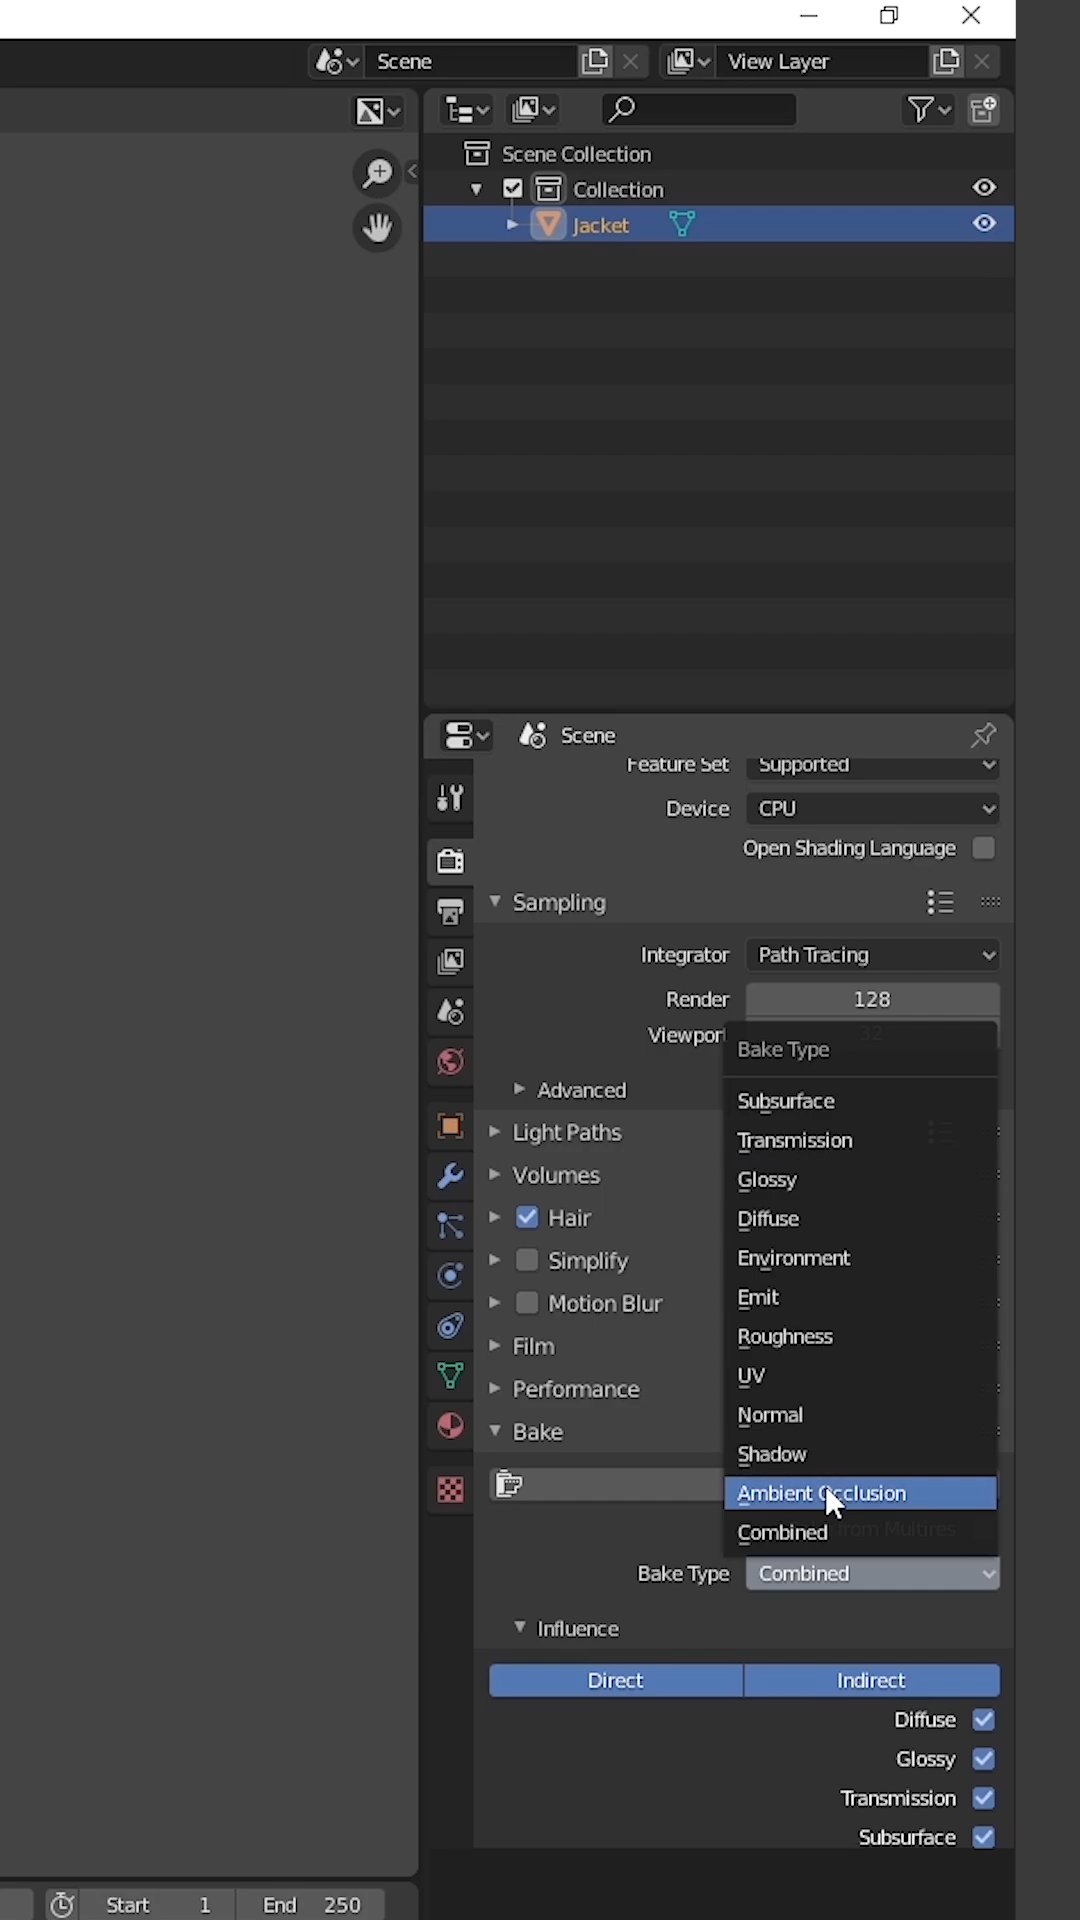 Scene
View Layer
Scene Collection
Collection
Jacket
Scene
Feature Set Supported
Device CPU
Open Shading Language
Sampling
Integrator Path Tracing
Render 128
Viewport 32
Advanced
Light Paths
Volumes
Hair
Simplify
Motion Blur
Film
Performance
Bake
Bake Type
Subsurface
Transmission
Glossy
Diffuse
Environment
Emit
Roughness
UV
Normal
Shadow
Ambient Occlusion
Combined
from Multires
Bake Type Combined
Influence
Direct Indirect
Diffuse
Glossy
Transmission
Subsurface
Start 1 End 250